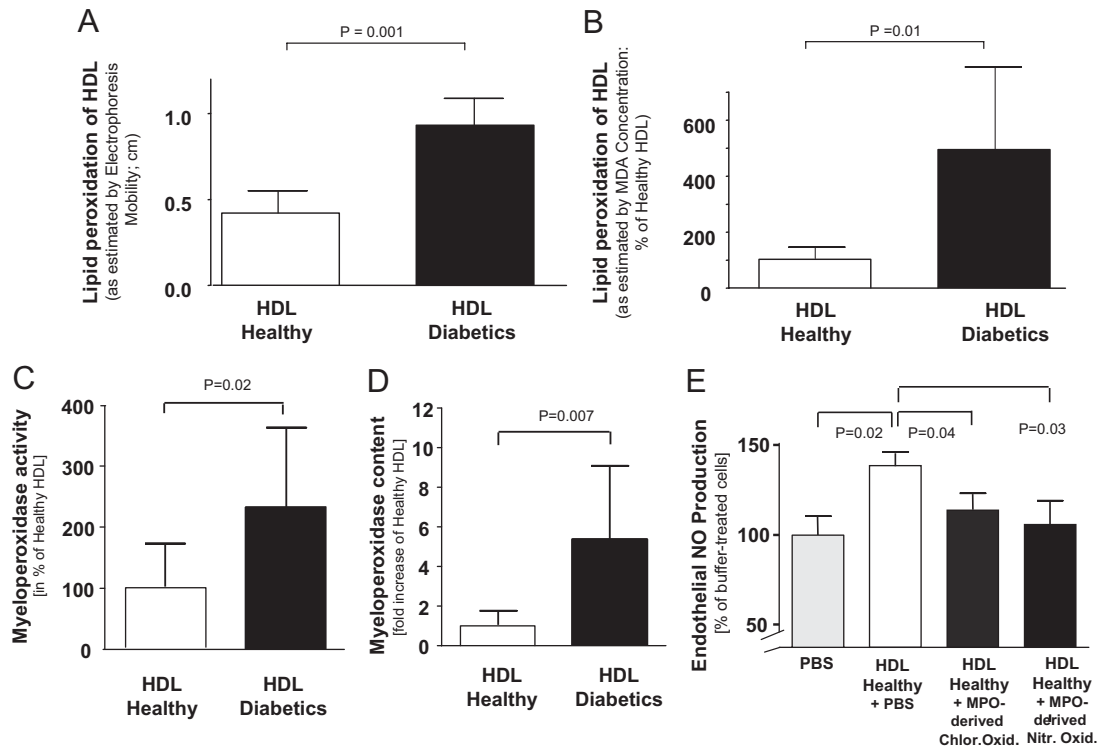 A
P = 0.001
Lipid peroxidation of HDL
(as estimated by Electrophoresis
Mobility; cm)
1.0
0.5
0.0
HDL
Healthy
HDL
Diabetics
B
P =0.01
Lipid peroxidation of HDL
(as estimated by MDA Concentration:
% of Healthy HDL)
600
400
200
0
HDL
Healthy
HDL
Diabetics
C
P=0.02
Myeloperoxidase activity
[in % of Healthy HDL]
400
300
200
100
0
HDL
Healthy
HDL
Diabetics
D
P=0.007
Myeloperoxidase content
[fold increase of Healthy HDL]
12
10
8
6
4
2
0
HDL
Healthy
HDL
Diabetics
E
P=0.02
P=0.04
P=0.03
Endothelial NO Production
[% of buffer-treated cells]
150
100
50
PBS
HDL
Healthy
+ PBS
HDL
Healthy
+ MPO-
derived
Chlor.Oxid.
HDL
Healthy
+ MPO-
derived
Nitr. Oxid.